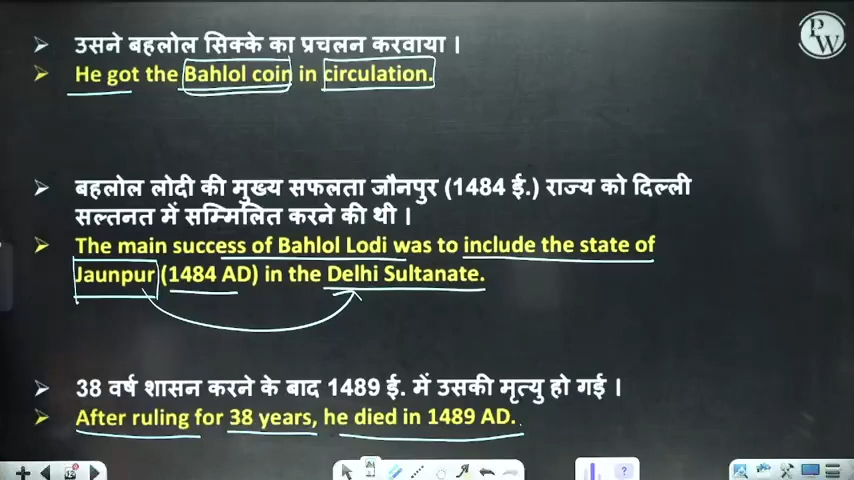 PW
उसने बहलोल सिक्के का प्रचलन करवाया ।
He got the Bahlol coin in circulation.
बहलोल लोदी की मुख्य सफलता जौनपुर (1484 ई.) राज्य को दिल्ली
सल्तनत में सम्मिलित करने की थी ।
The main success of Bahlol Lodi was to include the state of
Jaunpur (1484 AD) in the Delhi Sultanate.
38 वर्ष शासन करने के बाद 1489 ई. में उसकी मृत्यु हो गई ।
After ruling for 38 years, he died in 1489 AD.